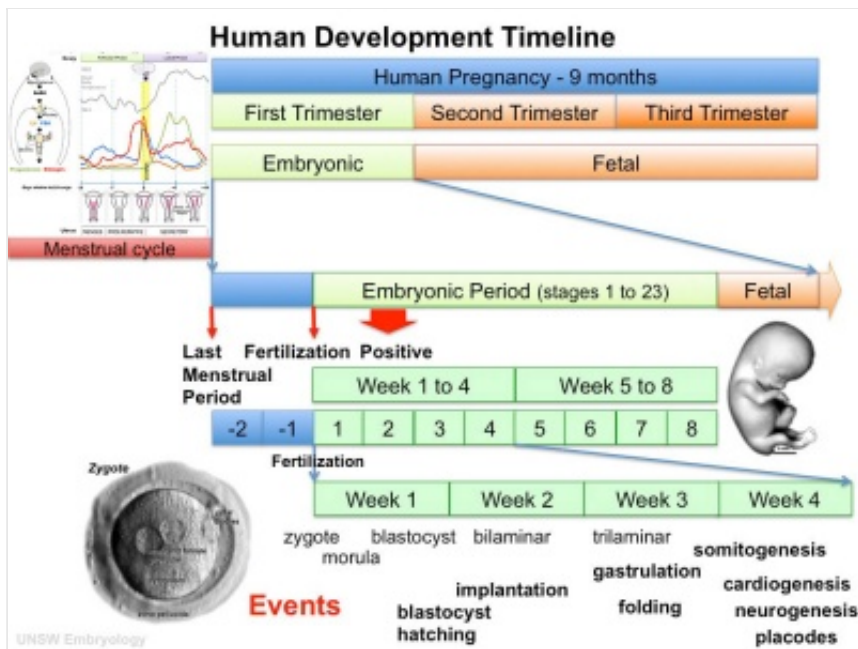 Human Development Timeline
Human Pregnancy - 9 months
First Trimester Second Trimester Third Trimester
Embryonic Fetal
Menstrual cycle
Embryonic Period (stages 1 to 23) Fetal
Last Menstrual Period
Fertilization
Positive
Week 1 to 4 Week 5 to 8
-2 -1 1 2 3 4 5 6 7 8
Fertilization
Zygote
Week 1 Week 2 Week 3 Week 4
zygote
morula
blastocyst
bilaminar
trilaminar
somitogenesis
gastrulation
cardiogenesis
implantation
Events
blastocyst
hatching
folding
neurogenesis
placodes
UNSW Embryology